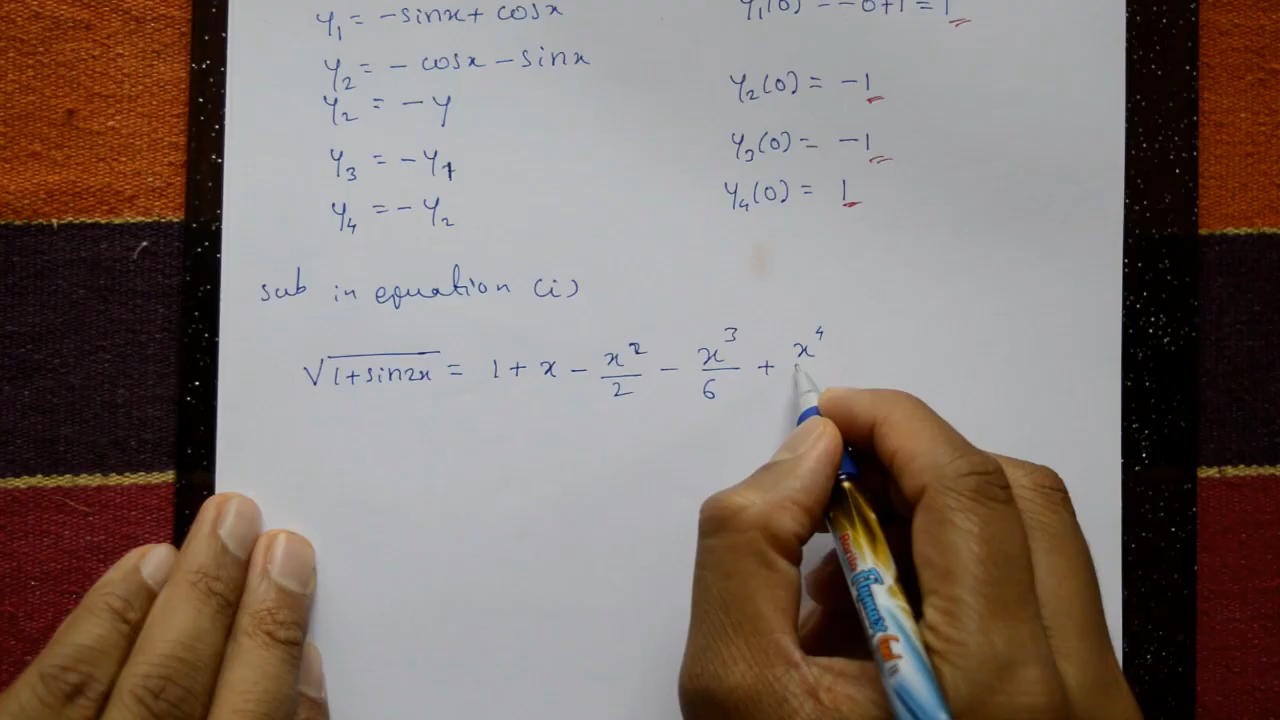 y₁ = -sinx + cosx    y₁(0) = -0+1 = 1
y₂ = - cosx - sinx    y₂(0) = -1
y₂ = - y
y₃ = - y₁    y₃(0) = -1
y₄ = - y₂    y₄(0) = 1
sub in equation (i)
√(1+sin2x) = 1 + x - x²/2 - x³/6 + x⁴